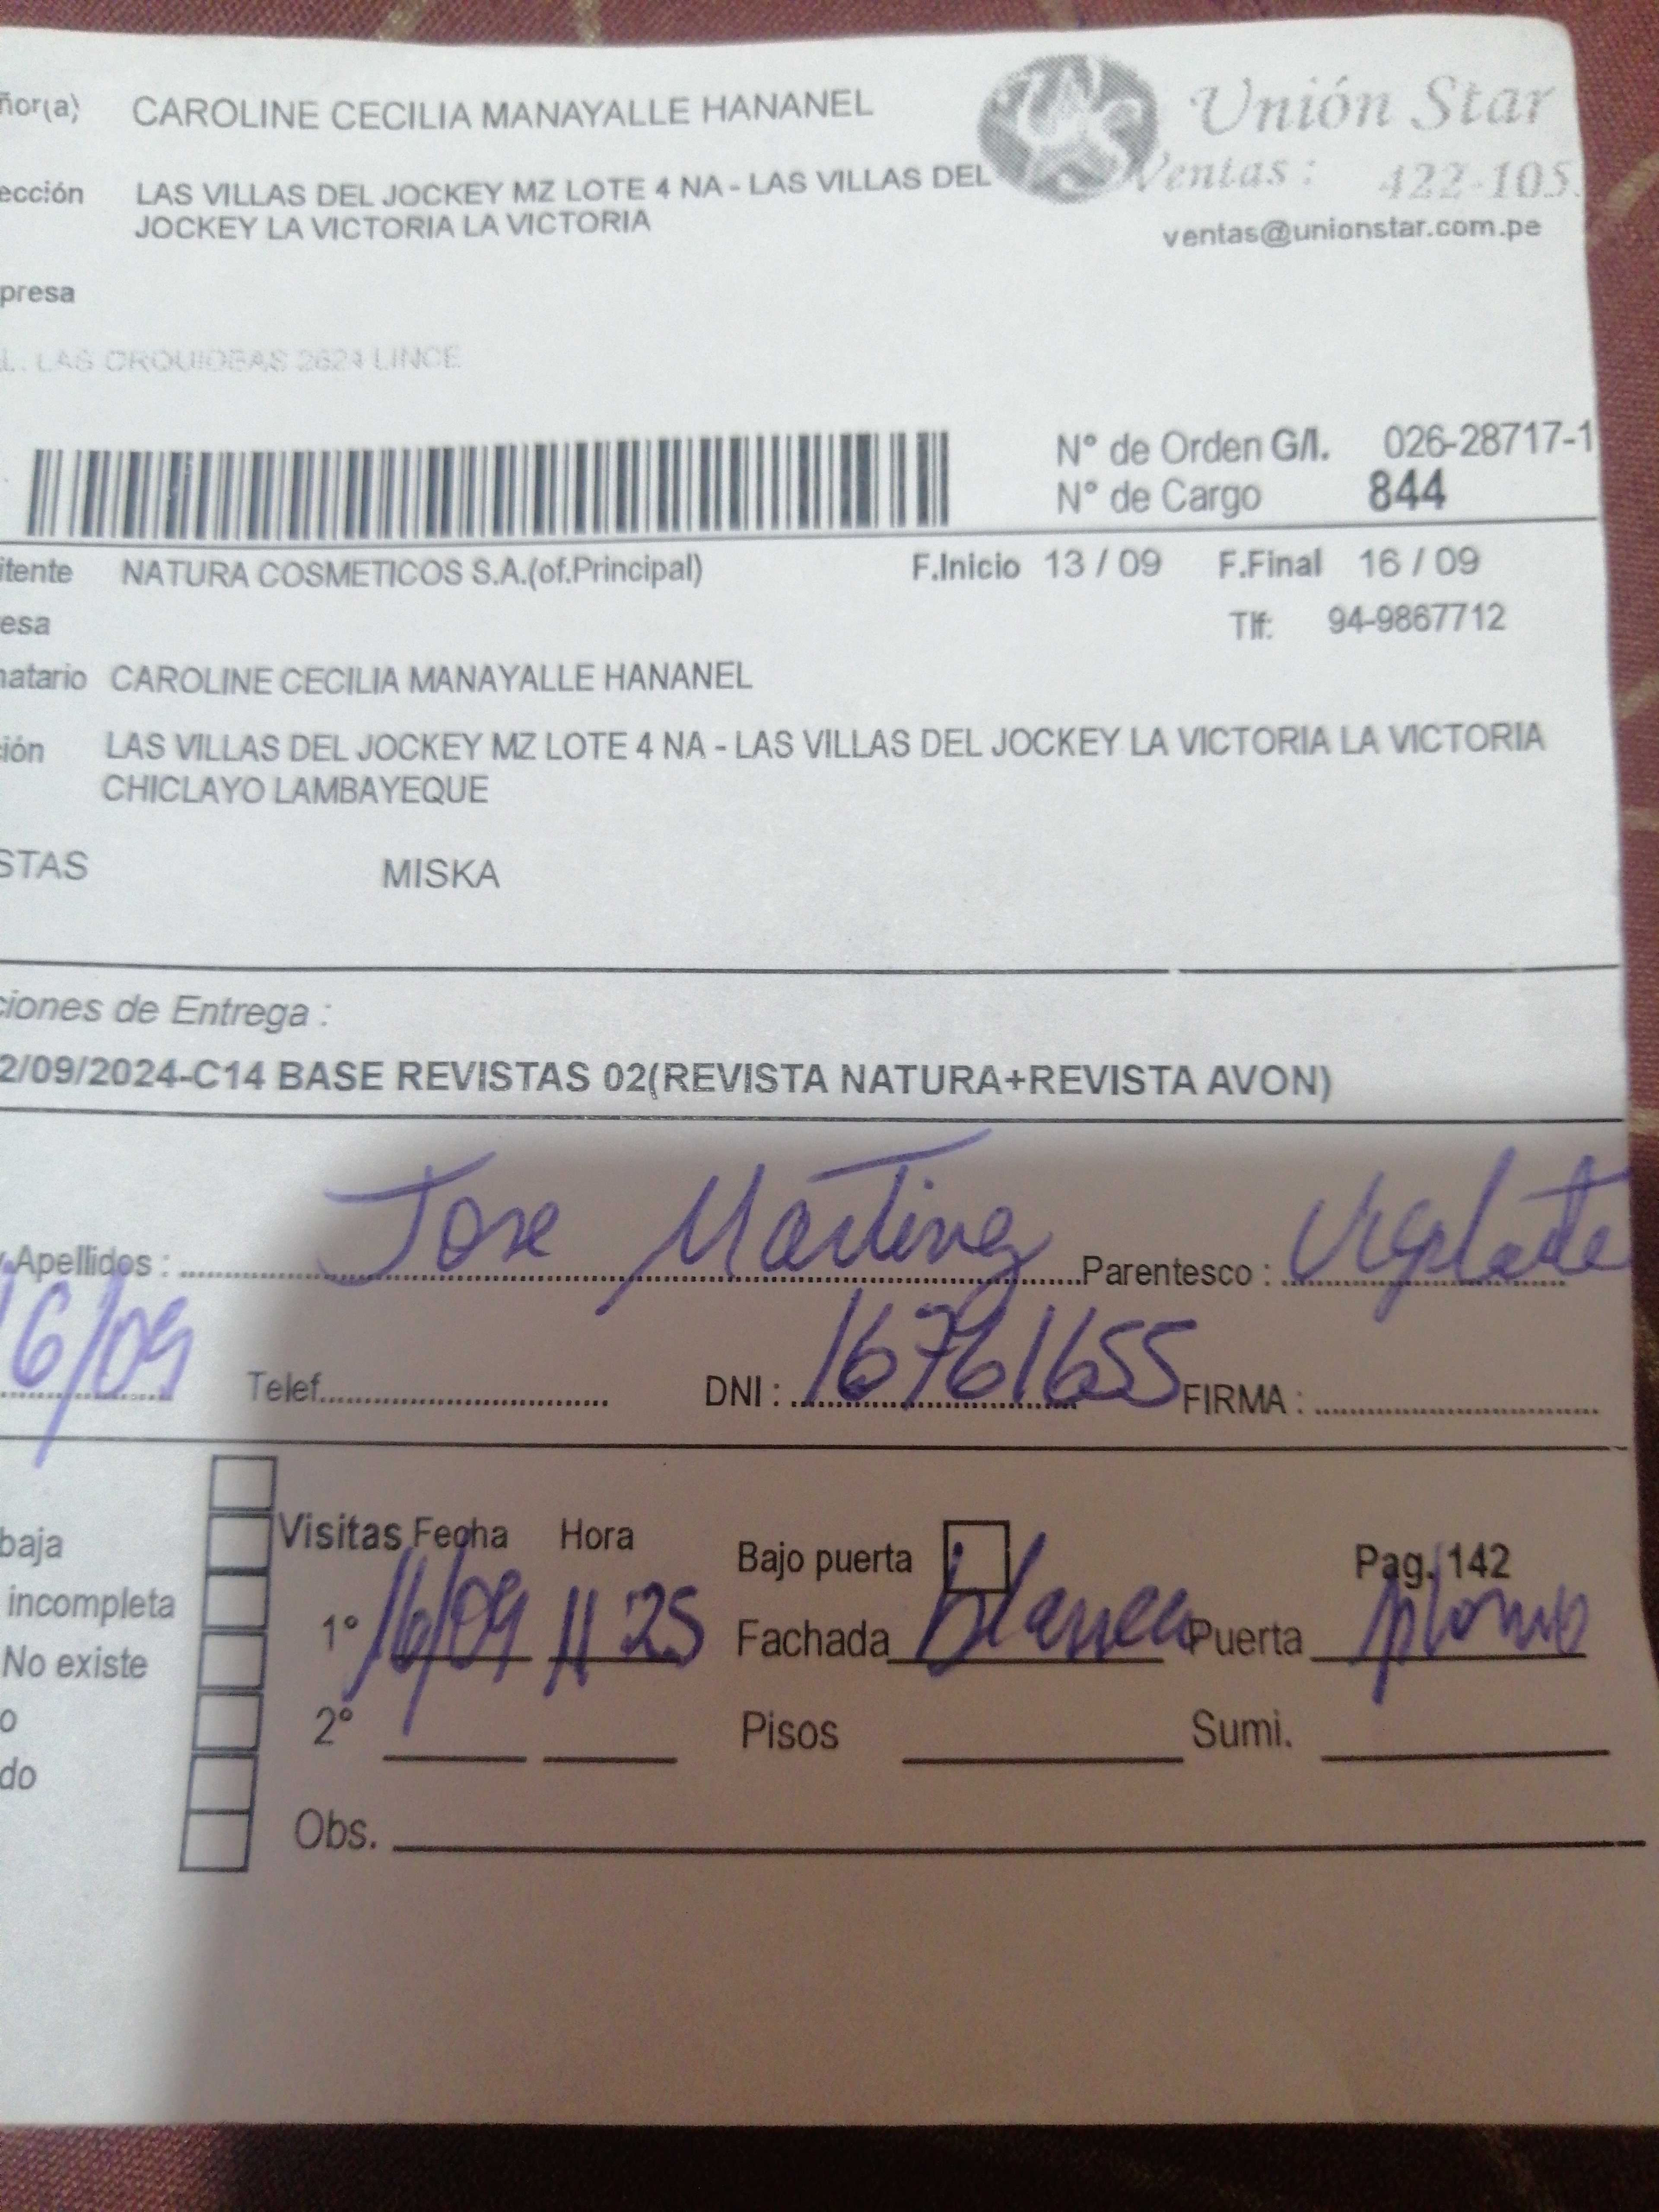 ñor(a) CAROLINE CECILIA MANAYALLE HANANEL
Unión Star
ección LAS VILLAS DEL JOCKEY MZ LOTE 4 NA - LAS VILLAS DEL
JOCKEY LA VICTORIA LA VICTORIA
Ventas : 422-105
ventas@unionstar.com.pe
presa
LAS ORQUIDEAS 2624 LINCE
N° de Orden G/I. 026-28717-1
N° de Cargo 844
itente NATURA COSMETICOS S.A.(of.Principal) F.Inicio 13 / 09 F.Final 16 / 09
esa Tlf: 94-9867712
natario CAROLINE CECILIA MANAYALLE HANANEL
ión LAS VILLAS DEL JOCKEY MZ LOTE 4 NA - LAS VILLAS DEL JOCKEY LA VICTORIA LA VICTORIA
CHICLAYO LAMBAYEQUE
STAS MISKA
ciones de Entrega :
2/09/2024-C14 BASE REVISTAS 02(REVISTA NATURA+REVISTA AVON)
y Apellidos : Jose Martinez Parentesco :
16/09 Telef. DNI : 16761655 FIRMA :
Visitas Fecha Hora Bajo puerta Pag. 142
baja
incompleta
1° 16/09 11 25 Fachada blanca Puerta plomo
No existe
2° Pisos Sumi.
o
do
Obs.